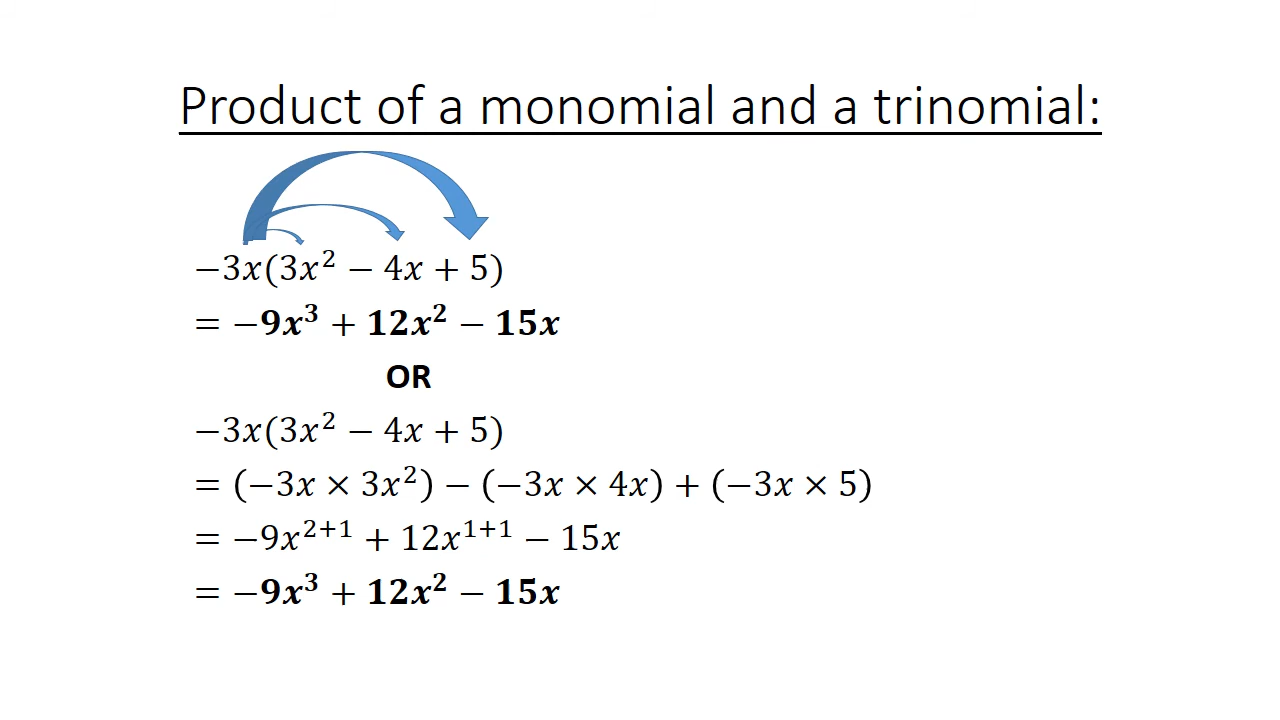 Product of a monomial and a trinomial:
−3x(3x² − 4x + 5)
= −9x³ + 12x² − 15x
OR
−3x(3x² − 4x + 5)
= (−3x × 3x²) − (−3x × 4x) + (−3x × 5)
= −9x²⁺¹ + 12x¹⁺¹ − 15x
= −9x³ + 12x² − 15x